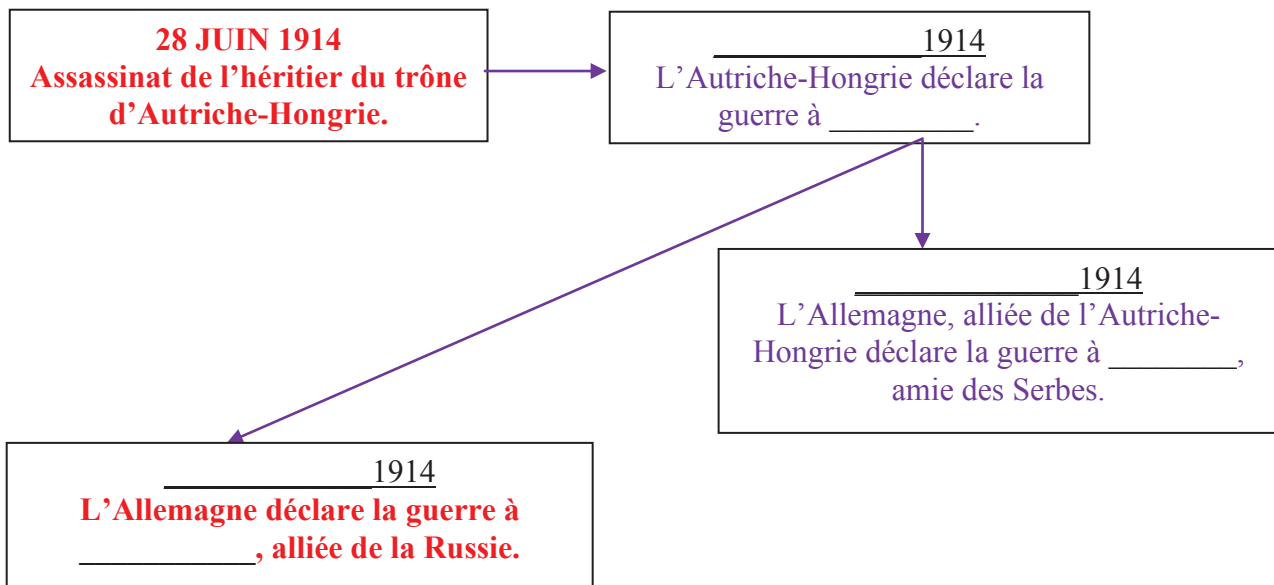 28 JUIN 1914
Assassinat de l’héritier du trône
d’Autriche-Hongrie.
_____________1914
L’Autriche-Hongrie déclare la
guerre à _________.
______________1914
L’Allemagne, alliée de l’Autriche-
Hongrie déclare la guerre à ________,
amie des Serbes.
_____________1914
L’Allemagne déclare la guerre à
___________, alliée de la Russie.